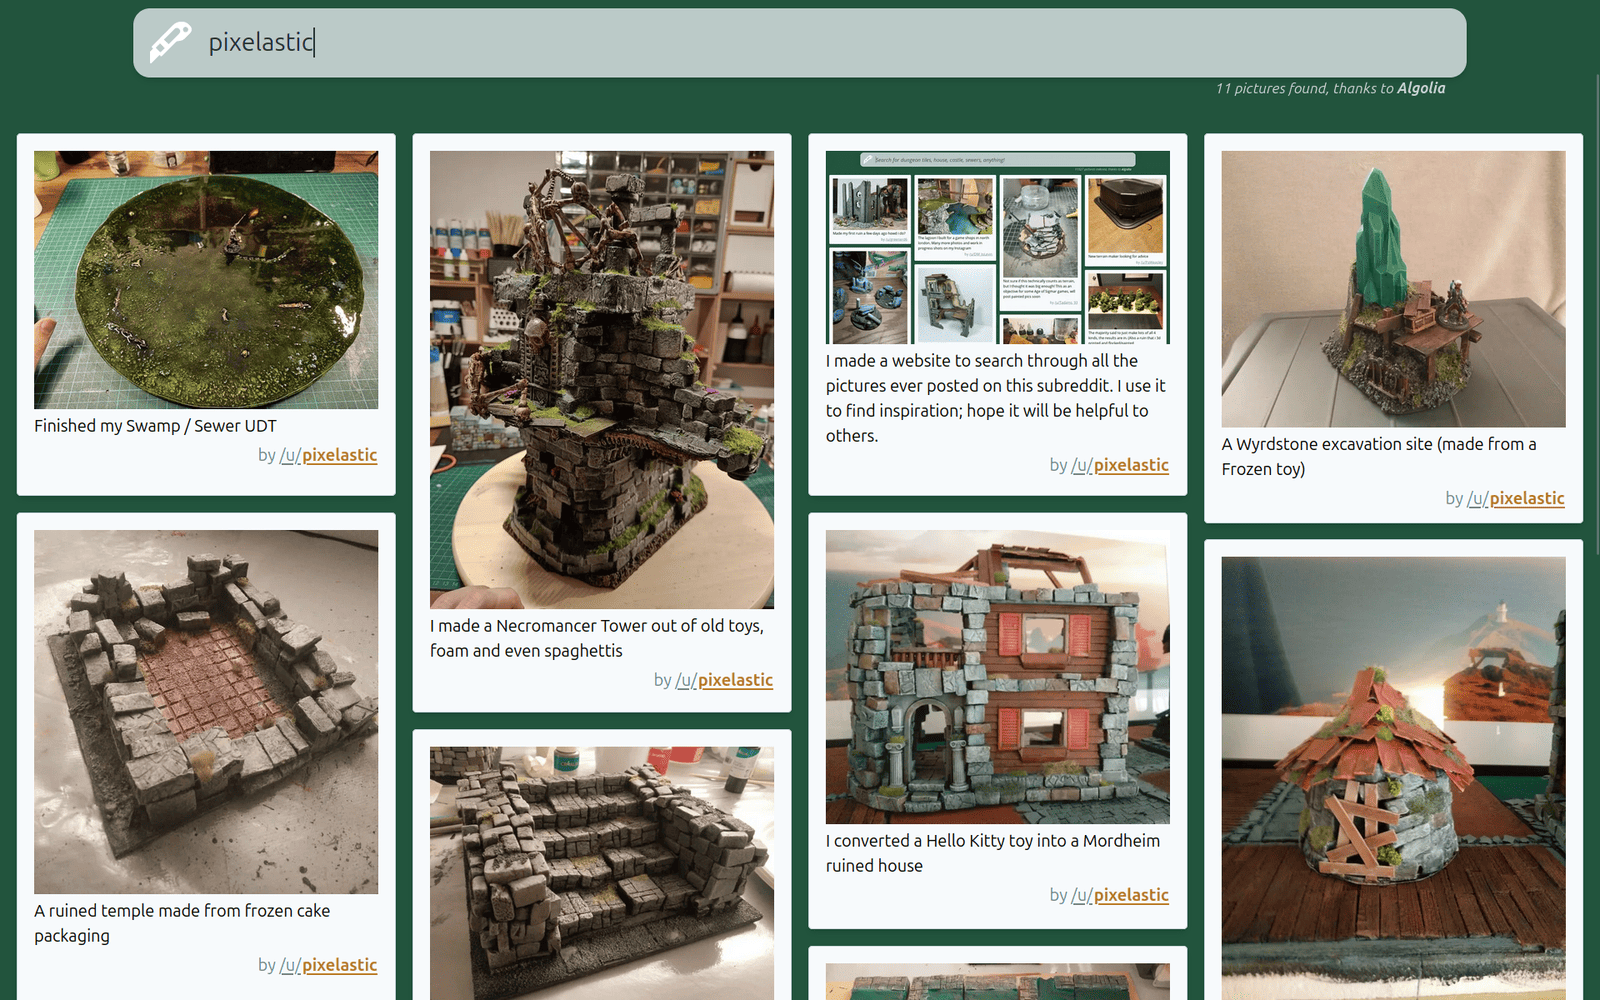 pixelastic
11 pictures found, thanks to Algolia
Finished my Swamp / Sewer UDT
by /u/pixelastic
A ruined temple made from frozen cake
packaging
by /u/pixelastic
I made a Necromancer Tower out of old toys,
foam and even spaghettis
by /u/pixelastic
Search for dungeon tiles, house, castle, sewers, anything!
I made a website to search through all the
pictures ever posted on this subreddit. I use it
to find inspiration; hope it will be helpful to
others.
by /u/pixelastic
I converted a Hello Kitty toy into a Mordheim
ruined house
by /u/pixelastic
A Wyrdstone excavation site (made from a
Frozen toy)
by /u/pixelastic